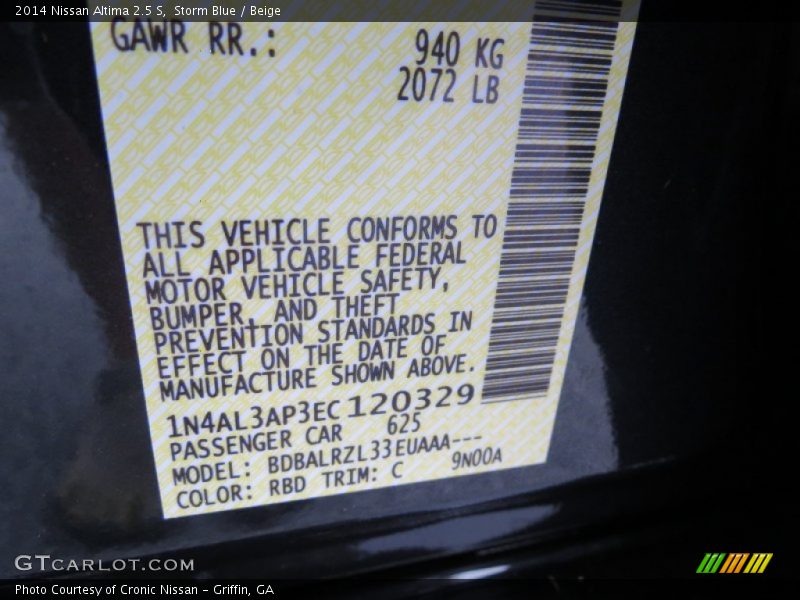 2014 Nissan Altima 2.5 S, Storm Blue / Beige
GAWR RR.: 940 KG
2072 LB
THIS VEHICLE CONFORMS TO
ALL APPLICABLE FEDERAL
MOTOR VEHICLE SAFETY,
BUMPER, AND THEFT
PREVENTION STANDARDS IN
EFFECT ON THE DATE OF
MANUFACTURE SHOWN ABOVE.
1N4AL3AP3EC120329
PASSENGER CAR 625
MODEL: BDBALRZL33EUAAA---
COLOR: RBD TRIM: C 9N00A
GTCARLOT.COM
Photo Courtesy of Cronic Nissan – Griffin, GA